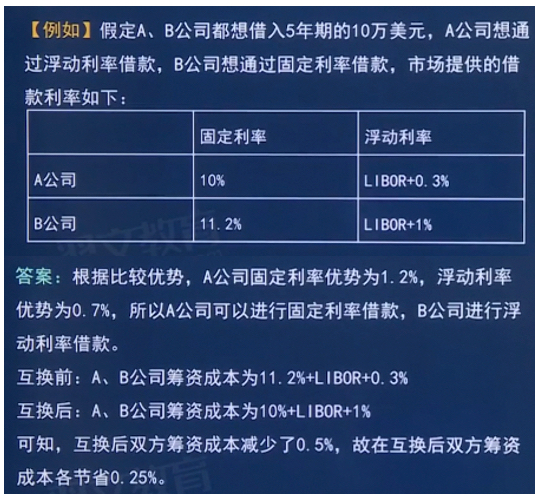 【例如】假定A、B公司都想借入5年期的10万美元，A公司想通
过浮动利率借款，B公司想通过固定利率借款，市场提供的借
款利率如下：
固定利率 浮动利率
A公司 10% LIBOR+0.3%
B公司 11.2% LIBOR+1%
答案：根据比较优势，A公司固定利率优势为1.2%，浮动利率
优势为0.7%，所以A公司可以进行固定利率借款，B公司进行浮
动利率借款。
互换前：A、B公司筹资成本为11.2%+LIBOR+0.3%
互换后：A、B公司筹资成本为10%+LIBOR+1%
可知，互换后双方筹资成本减少了0.5%，故在互换后双方筹资
成本各节省0.25%。